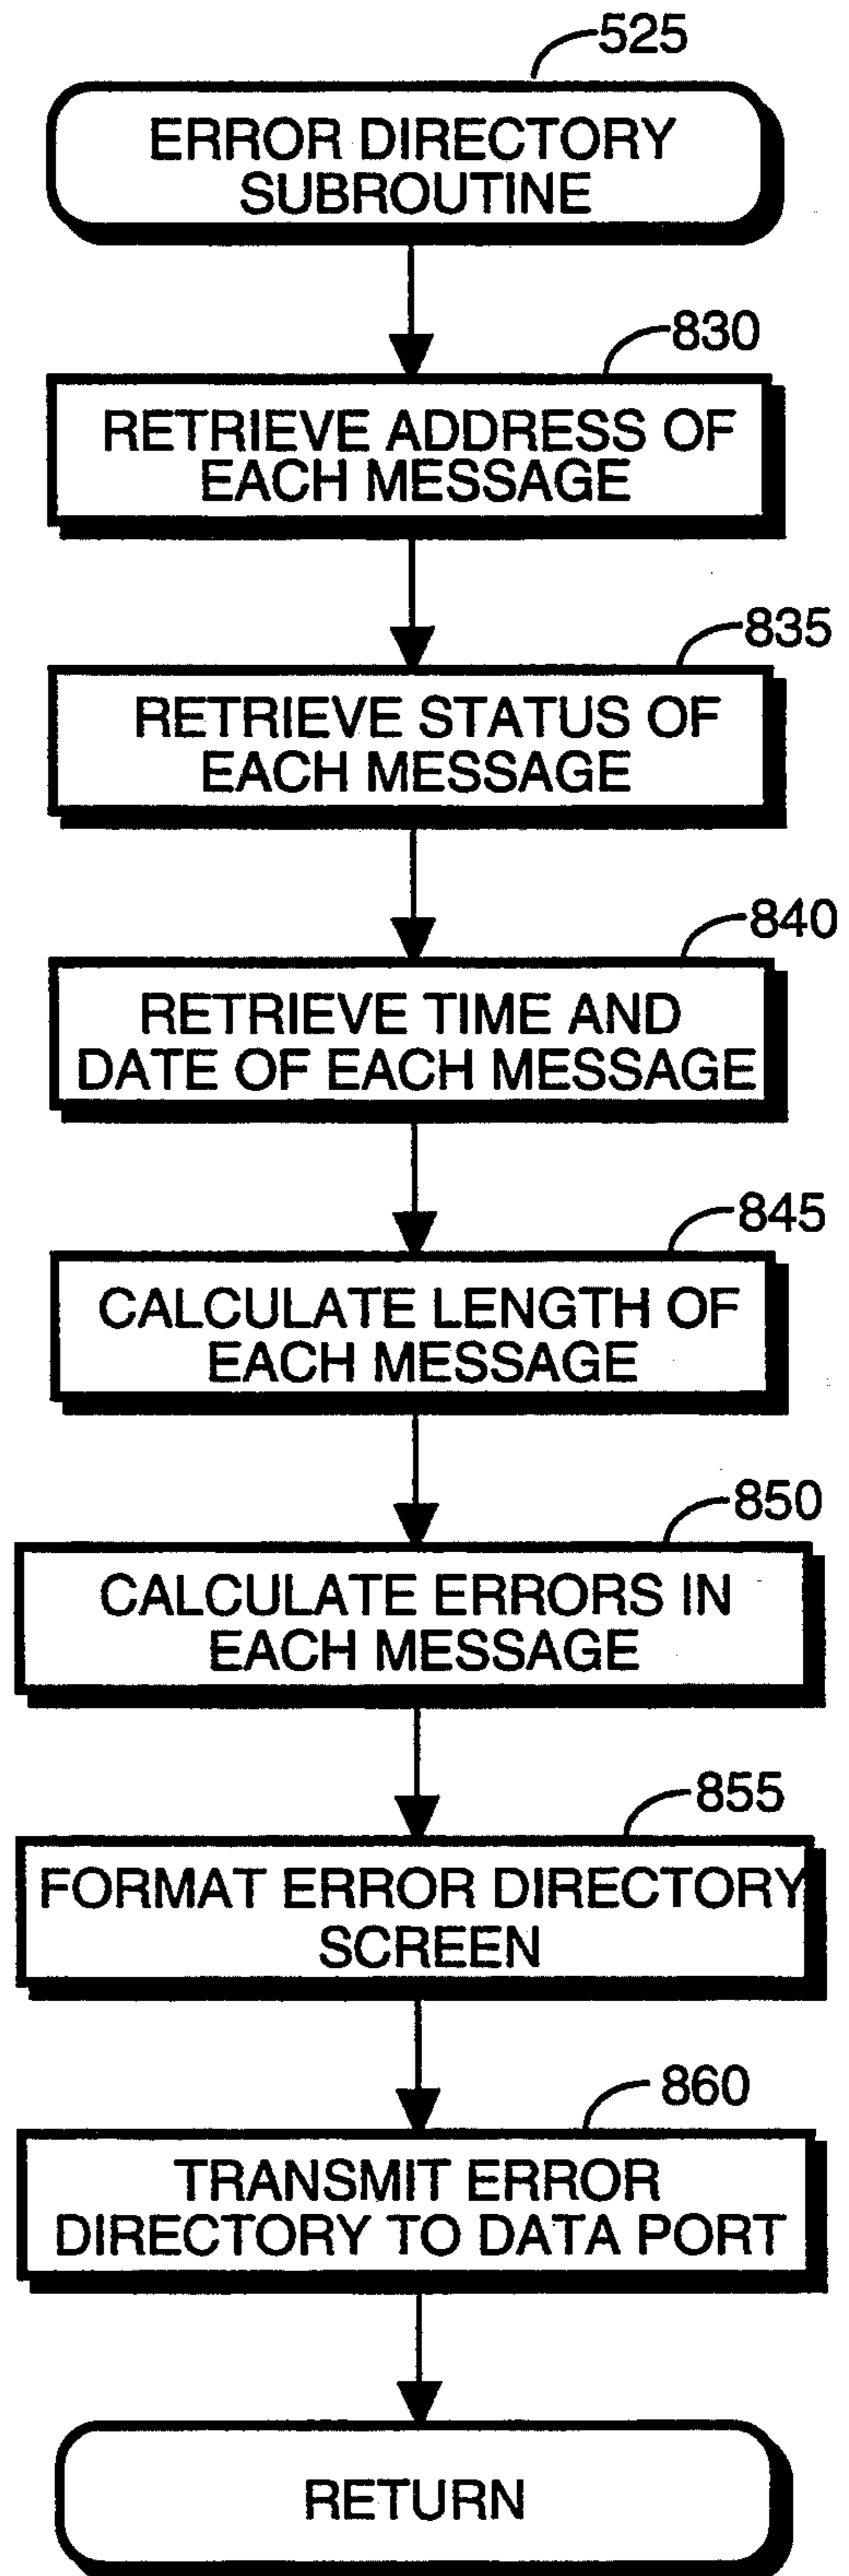 525
ERROR DIRECTORY
SUBROUTINE
830
RETRIEVE ADDRESS OF
EACH MESSAGE
835
RETRIEVE STATUS OF
EACH MESSAGE
840
RETRIEVE TIME AND
DATE OF EACH MESSAGE
845
CALCULATE LENGTH OF
EACH MESSAGE
850
CALCULATE ERRORS IN
EACH MESSAGE
855
FORMAT ERROR DIRECTORY
SCREEN
860
TRANSMIT ERROR
DIRECTORY TO DATA PORT
RETURN